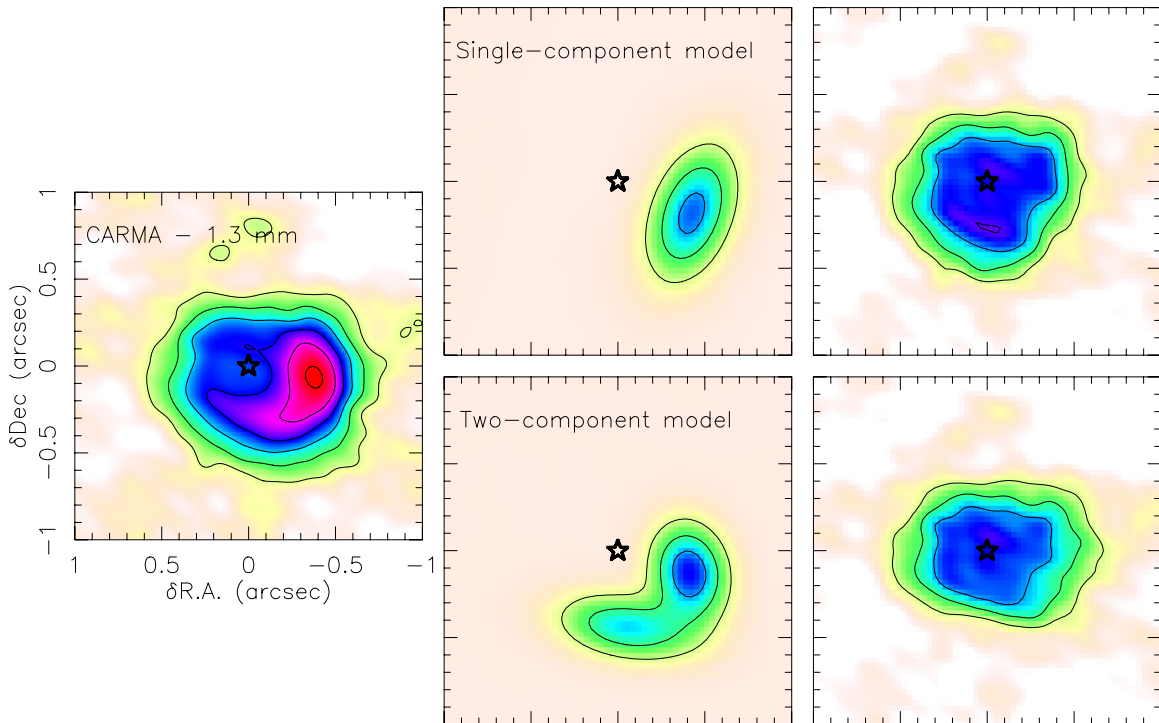 Single-component model
CARMA - 1.3 mm
Two-component model
δDec (arcsec)
1
0.5
0
-0.5
-1
1
0.5
0
-0.5
-1
δR.A. (arcsec)